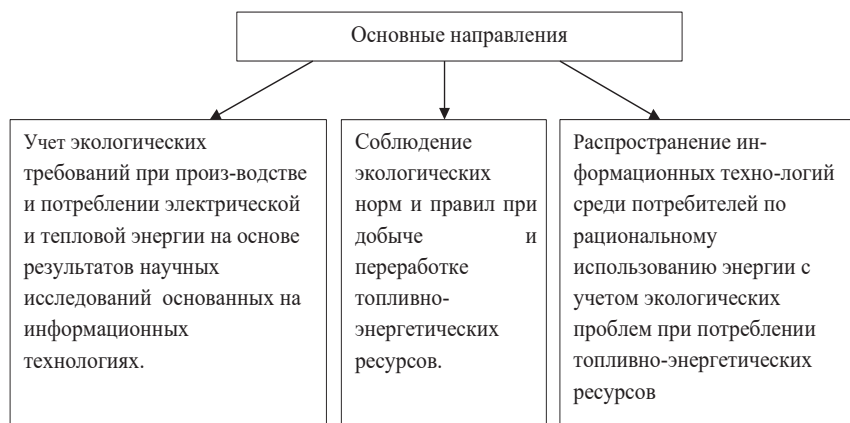 Основные направления
Учет экологических
требований при произ-водстве
и потреблении электрической
и тепловой энергии на основе
результатов научных
исследований основанных на
информационных
технологиях.
Соблюдение
экологических
норм и правил при
добыче и
переработке
топливно-
энергетических
ресурсов.
Распространение ин-
формационных техно-логий
среди потребителей по
рациональному
использованию энергии с
учетом экологических
проблем при потреблении
топливно-энергетических
ресурсов